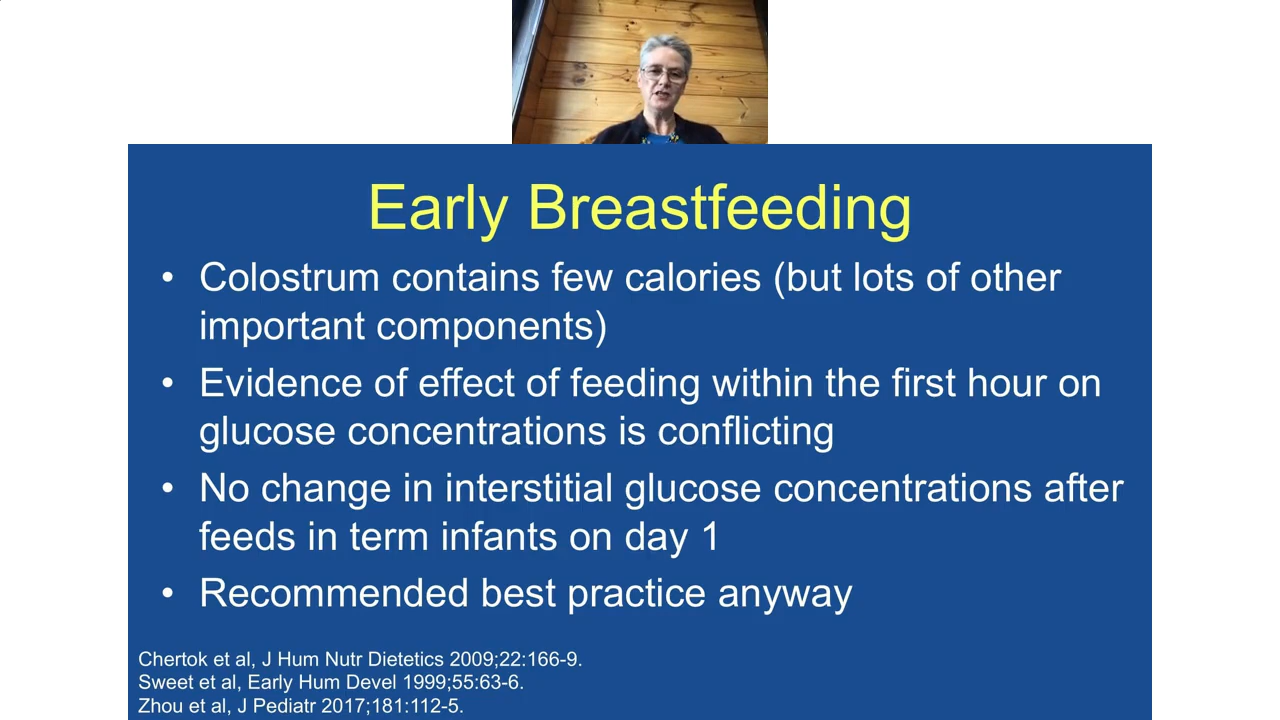 Early Breastfeeding
• Colostrum contains few calories (but lots of other
important components)
• Evidence of effect of feeding within the first hour on
glucose concentrations is conflicting
• No change in interstitial glucose concentrations after
feeds in term infants on day 1
• Recommended best practice anyway
Chertok et al, J Hum Nutr Dietetics 2009;22:166-9.
Sweet et al, Early Hum Devel 1999;55:63-6.
Zhou et al, J Pediatr 2017;181:112-5.